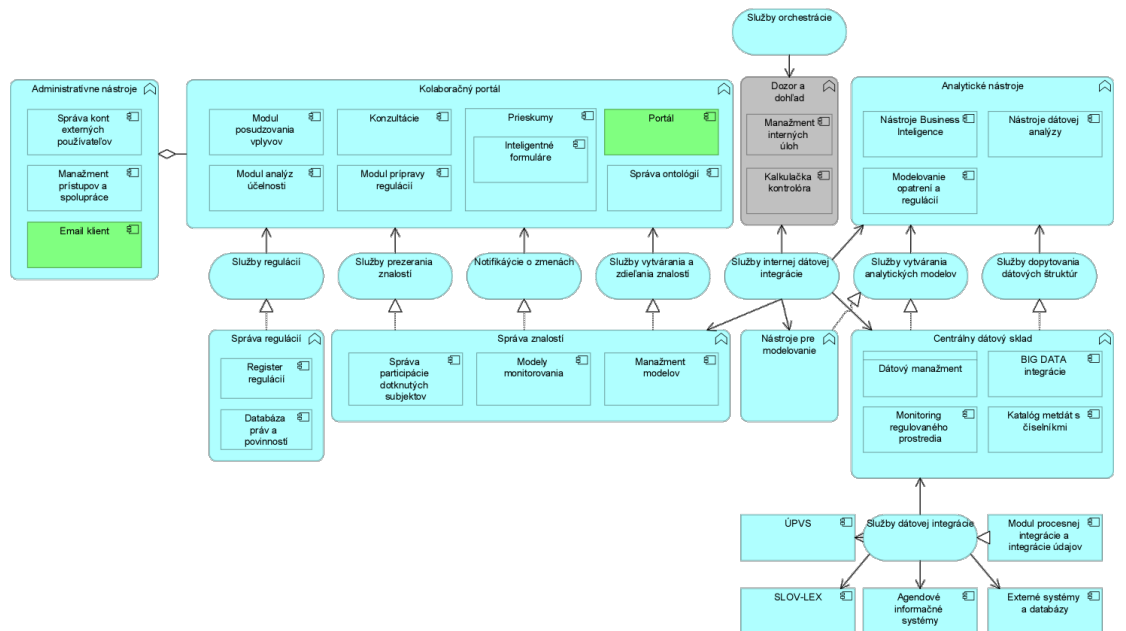 Služby orchestrácie
Administratívne nástroje
Správa kont
externých
používateľov
Manažment
prístupov a
spolupráce
Email klient
Kolaboračný portál
Modul
posudzovania
vplyvov
Konzultácie
Prieskumy
Inteligentné
formuláre
Portál
Modul analýz
účelnosti
Modul prípravy
regulácií
Správa ontológií
Dozor a
dohľad
Manažment
interných
úloh
Kalkulačka
kontrolóra
Analytické nástroje
Nástroje Business
Inteligence
Nástroje dátovej
analýzy
Modelovanie
opatrení a
regulácií
Služby regulácií
Služby prezerania
znalostí
Notifikáýcie o zmenách
Služby vytvárania a
zdieľania znalostí
Služby internej dátovej
integrácie
Služby vytvárania
analytických modelov
Služby dopytovania
dátových štruktúr
Správa regulácií
Register
regulácií
Databáza
práv a
povinností
Správa znalostí
Správa
participácie
dotknutých
subjektov
Modely
monitorovania
Manažment
modelov
Nástroje pre
modelovanie
Centrálny dátový sklad
Dátový manažment
BIG DATA
integrácie
Monitoring
regulovaného
prostredia
Katalóg metdát s
číselníkmi
ÚPVS
Služby dátovej integrácie
Modul procesnej
integrácie a
integrácie údajov
SLOV-LEX
Agendové
informačné
systémy
Externé systémy
a databázy